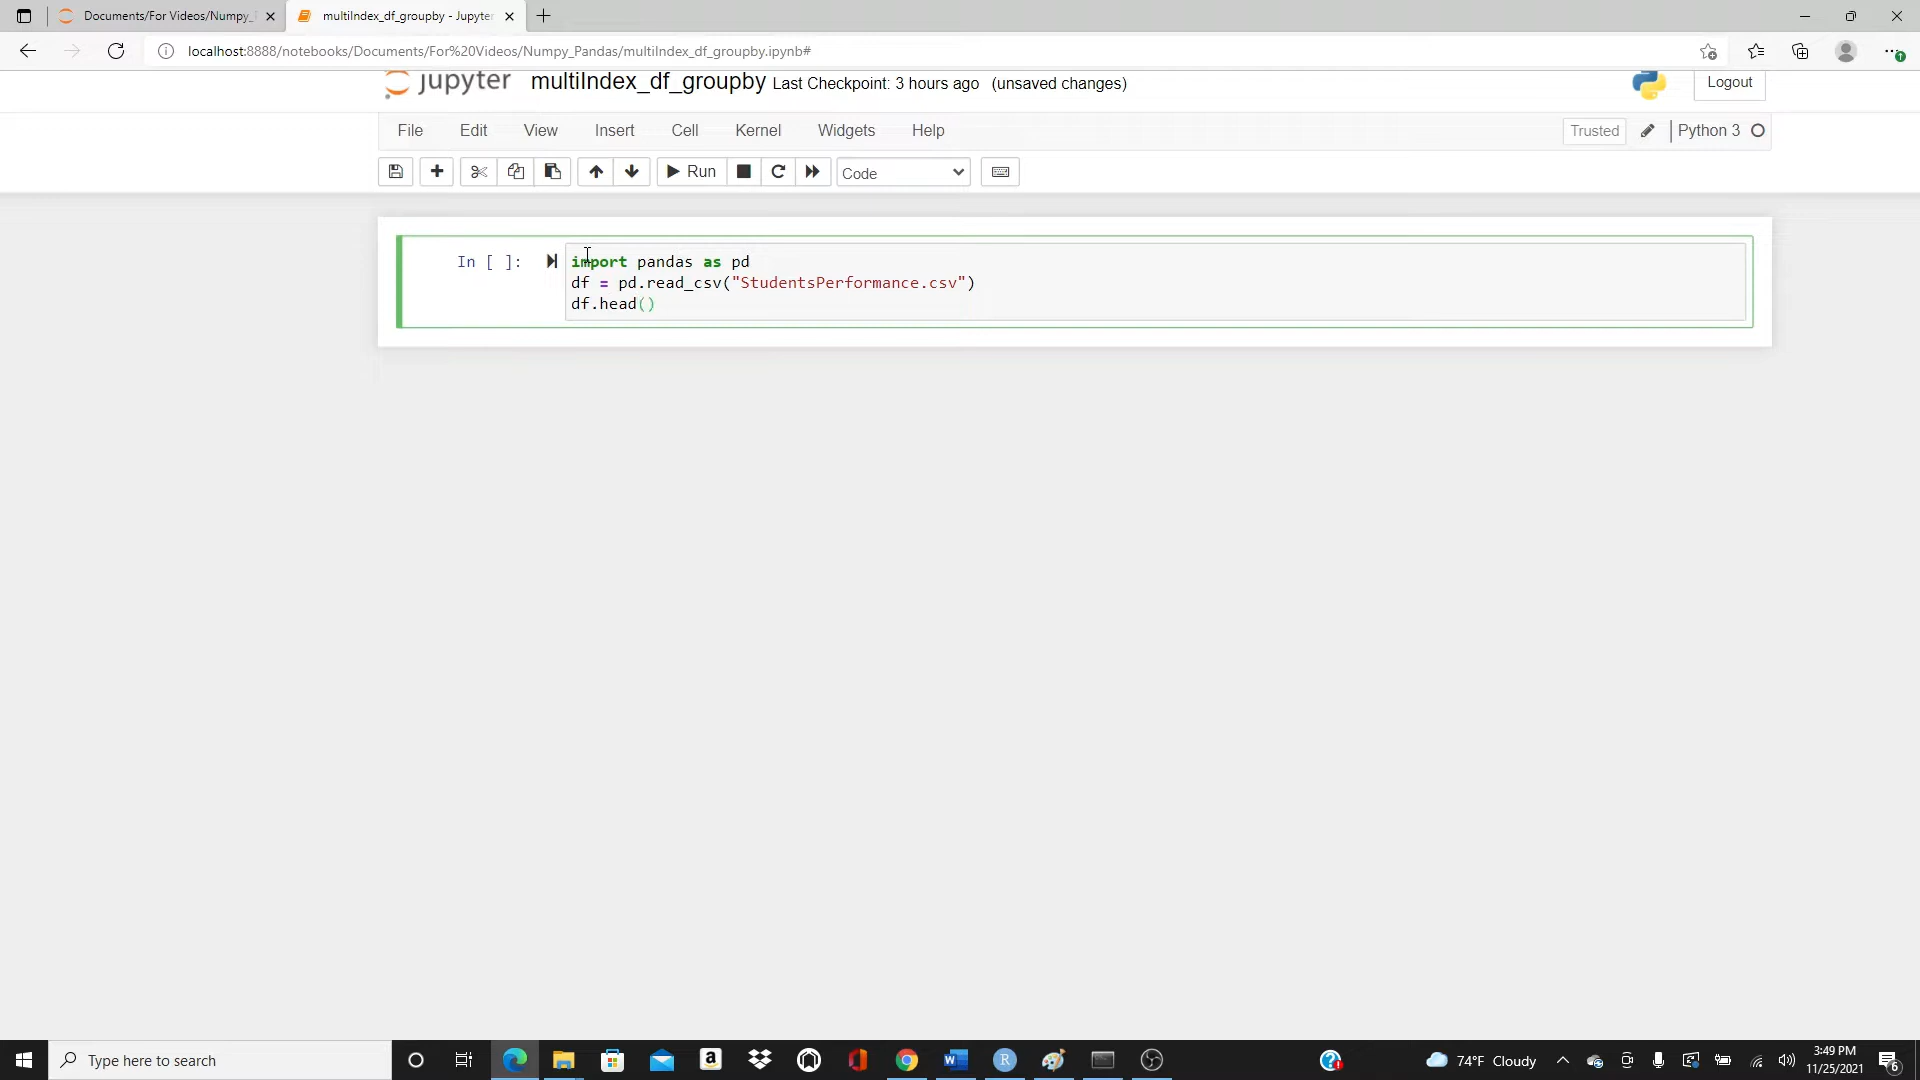 Documents/For Videos/Numpy_
multiIndex_df_groupby - Jupyter
localhost:8888/notebooks/Documents/For%20Videos/Numpy_Pandas/multiIndex_df_groupby.ipynb#
jupyter multiIndex_df_groupby Last Checkpoint: 3 hours ago (unsaved changes)
Logout
File Edit View Insert Cell Kernel Widgets Help
Trusted Python 3
Run Code
In [ ]: import pandas as pd
df = pd.read_csv("StudentsPerformance.csv")
df.head()
Type here to search
74°F Cloudy
3:49 PM
11/25/2021
6